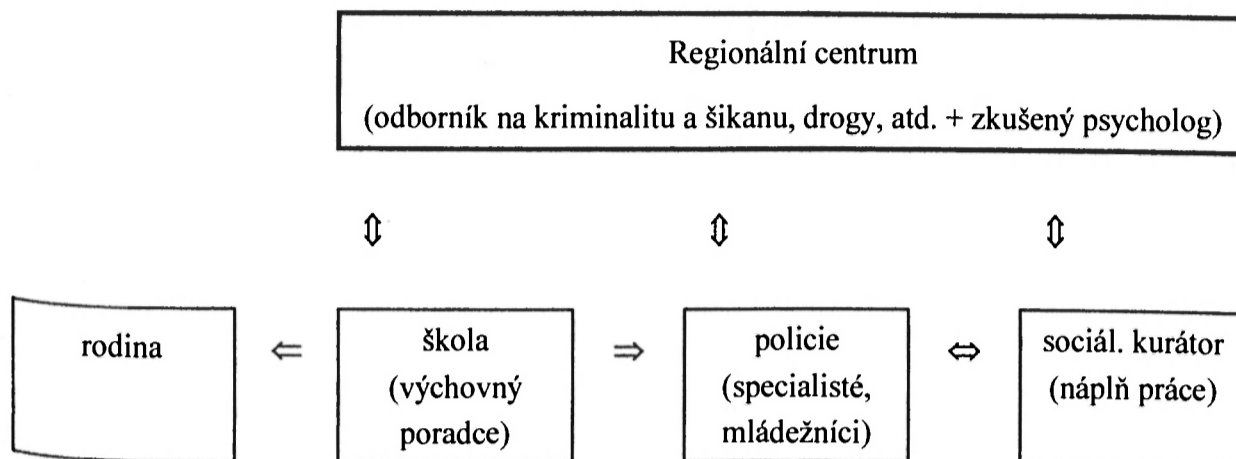 Regionální centrum
(odborník na kriminalitu a šikanu, drogy, atd. + zkušený psycholog)
⇕ ⇕ ⇕
rodina ⇐ škola ⇒ policie ⇔ sociál. kurátor
(výchovný (specialisté, (náplň práce)
poradce) mládežníci)